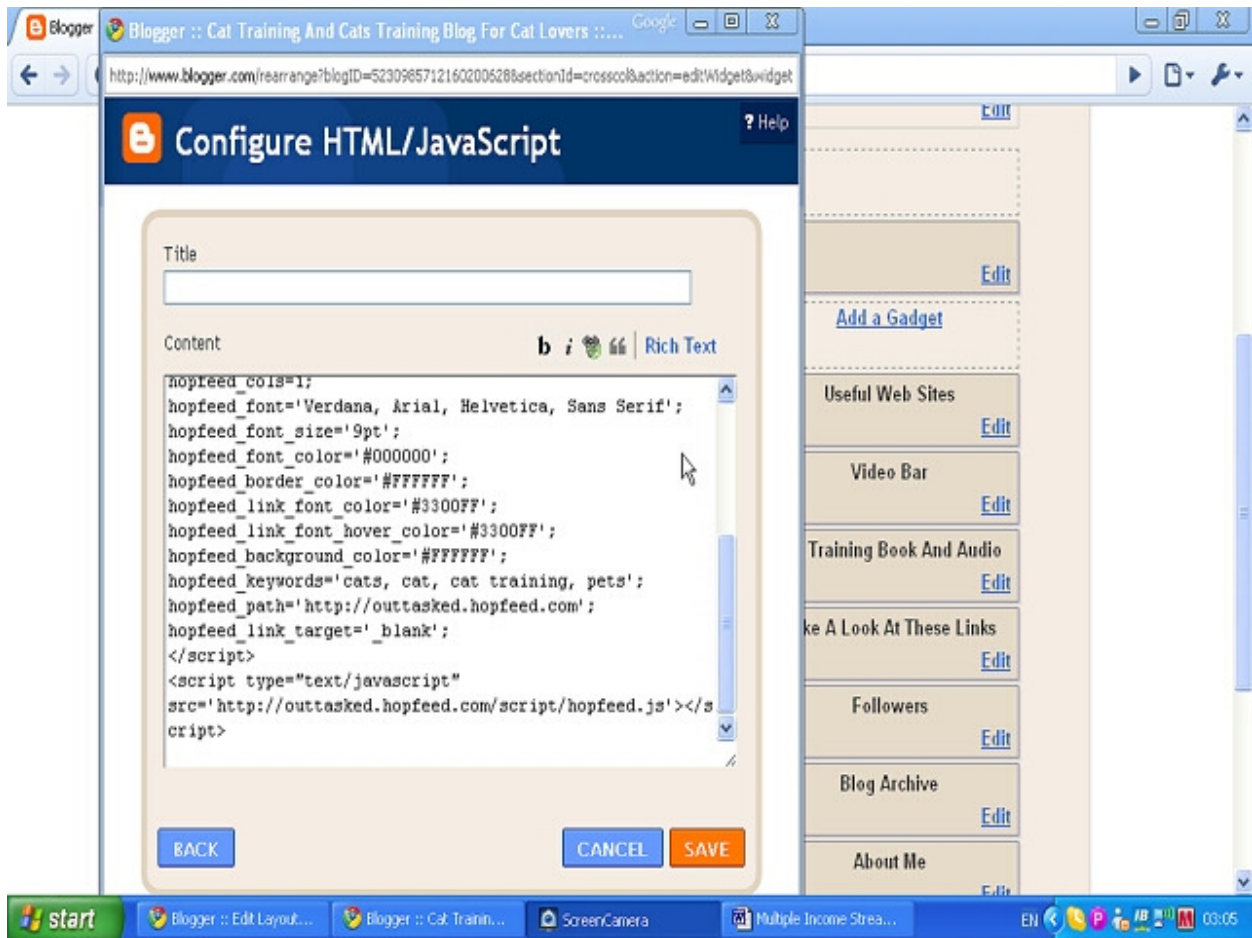 Blogger
Blogger :: Cat Training And Cats Training Blog For Cat Lovers ::...
Google
http://www.blogger.com/rearrange?blogID=5230985712160200628&sectionId=crosscol&action=editWidget&widget
Configure HTML/JavaScript
? Help
Title
Content
b i Rich Text
hopfeed_cols=1;
hopfeed_font='Verdana, Arial, Helvetica, Sans Serif';
hopfeed_font_size='9pt';
hopfeed_font_color='#000000';
hopfeed_border_color='#FFFFFF';
hopfeed_link_font_color='#3300FF';
hopfeed_link_font_hover_color='#3300FF';
hopfeed_background_color='#FFFFFF';
hopfeed_keywords='cats, cat, cat training, pets';
hopfeed_path='http://outtasked.hopfeed.com';
hopfeed_link_target='_blank';
</script>
<script type="text/javascript"
src='http://outtasked.hopfeed.com/script/hopfeed.js'></s
cript>
BACK
CANCEL
SAVE
Edit
Edit
Add a Gadget
Useful Web Sites
Edit
Video Bar
Edit
Training Book And Audio
Edit
ke A Look At These Links
Edit
Followers
Edit
Blog Archive
Edit
About Me
Edit
start
Blogger :: Edit Layout...
Blogger :: Cat Trainin...
ScreenCamera
Multiple Income Strea...
EN
03:05